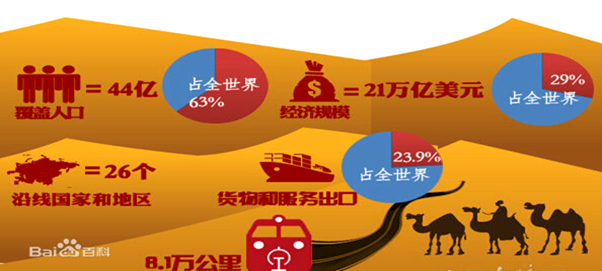 = 44亿
覆盖人口
占全世界
63%
= 21万亿美元
经济规模
29%
占全世界
= 26个
沿线国家和地区
货物和服务出口
23.9%
占全世界
8.1万公里
Bai百科